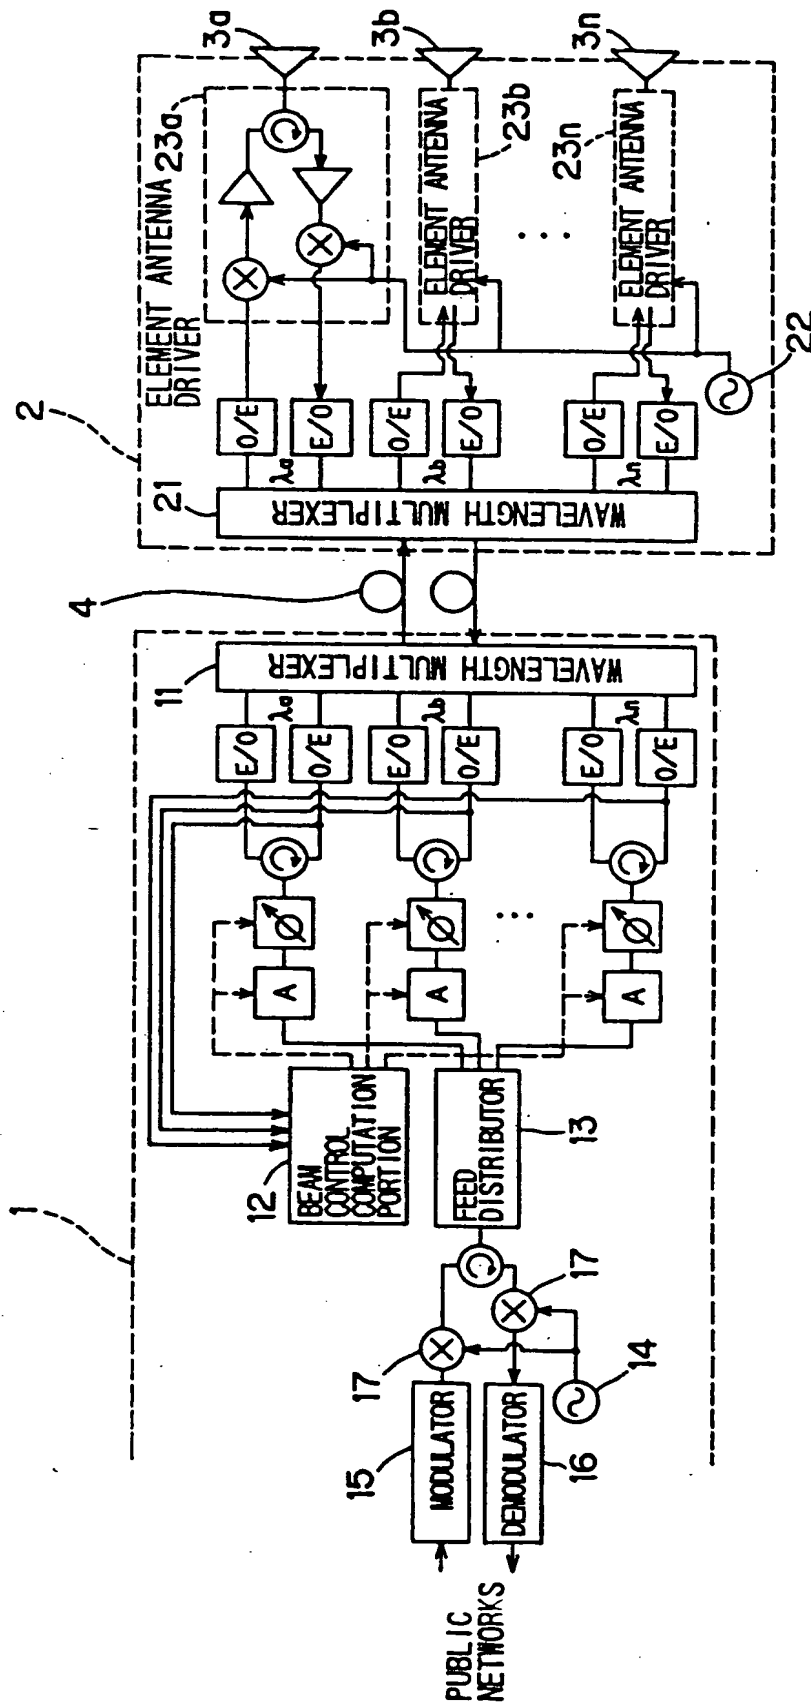 1
2
PUBLIC
NETWORKS
15
MODULATOR
DEMODULATOR
16
17
17
14
12
BEAM
CONTROL
COMPUTATION
PORTION
FEED
DISTRIBUTOR
13
A
Ø
A
Ø
A
Ø
...
E/O
λa
O/E
E/O
λb
O/E
E/O
λn
O/E
11
WAVELENGTH MULTIPLEXER
4
21
WAVELENGTH MULTIPLEXER
O/E
λa
E/O
O/E
λb
E/O
O/E
λn
E/O
ELEMENT ANTENNA
DRIVER
23a
3a
ELEMENT ANTENNA
DRIVER
23b
3b
...
ELEMENT ANTENNA
DRIVER
23n
3n
22